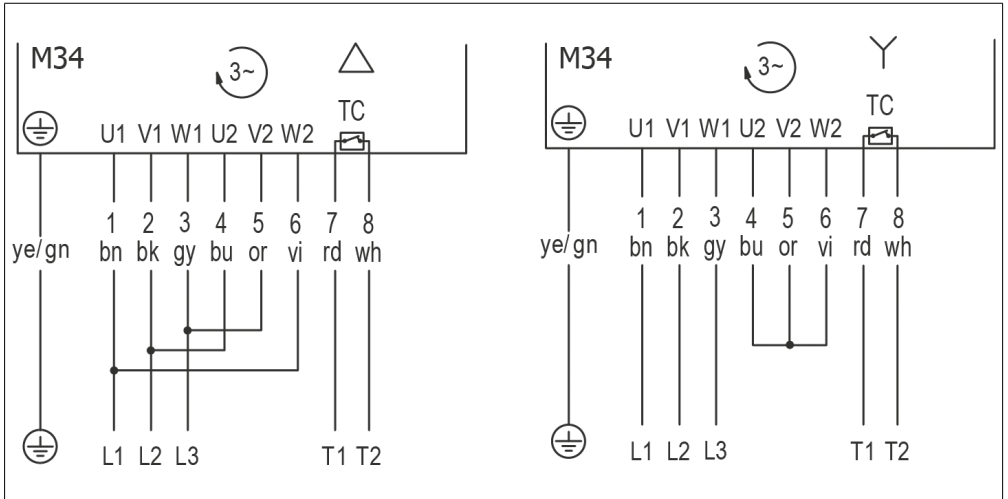 M34
3~
TC
U1 V1 W1 U2 V2 W2
1 2 3 4 5 6 7 8
ye/gn bn bk gy bu or vi rd wh
L1 L2 L3 T1 T2
M34
3~
TC
U1 V1 W1 U2 V2 W2
1 2 3 4 5 6 7 8
ye/gn bn bk gy bu or vi rd wh
L1 L2 L3 T1 T2